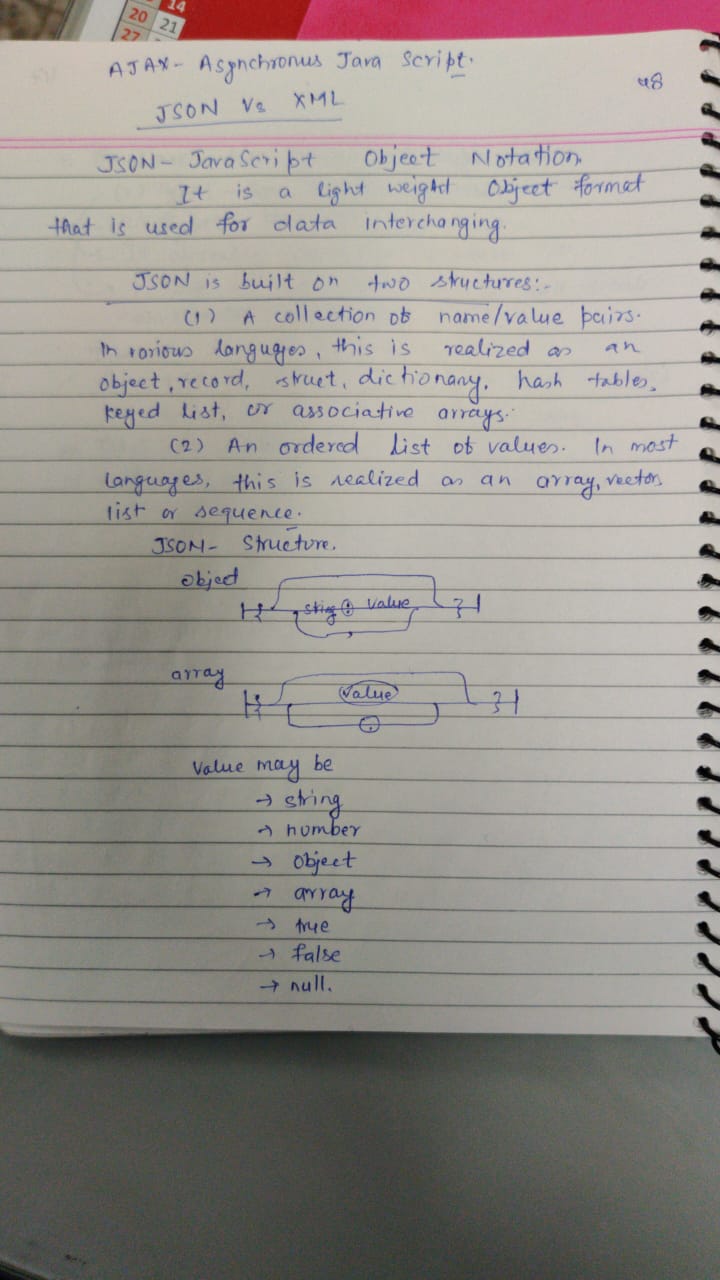 14
20 21
27
AJAX- Asynchronus Java Script.
48
JSON Vs XML
JSON- JavaScript Object Notation
It is a light weight Object format
that is used for data interchanging.
JSON is built on two structures:-
(1) A collection of name/value pairs.
In various languages, this is realized as an
object, record, struct, dictionary, hash tables,
keyed list, or associative arrays.
(2) An ordered List of values. In most
languages, this is realized as an array, vector,
list or sequence.
JSON- Structure.
Object
{ string : value }
,
array
{ value }
,
Value may be
→ string
→ number
→ Object
→ array
→ true
→ false
→ null.